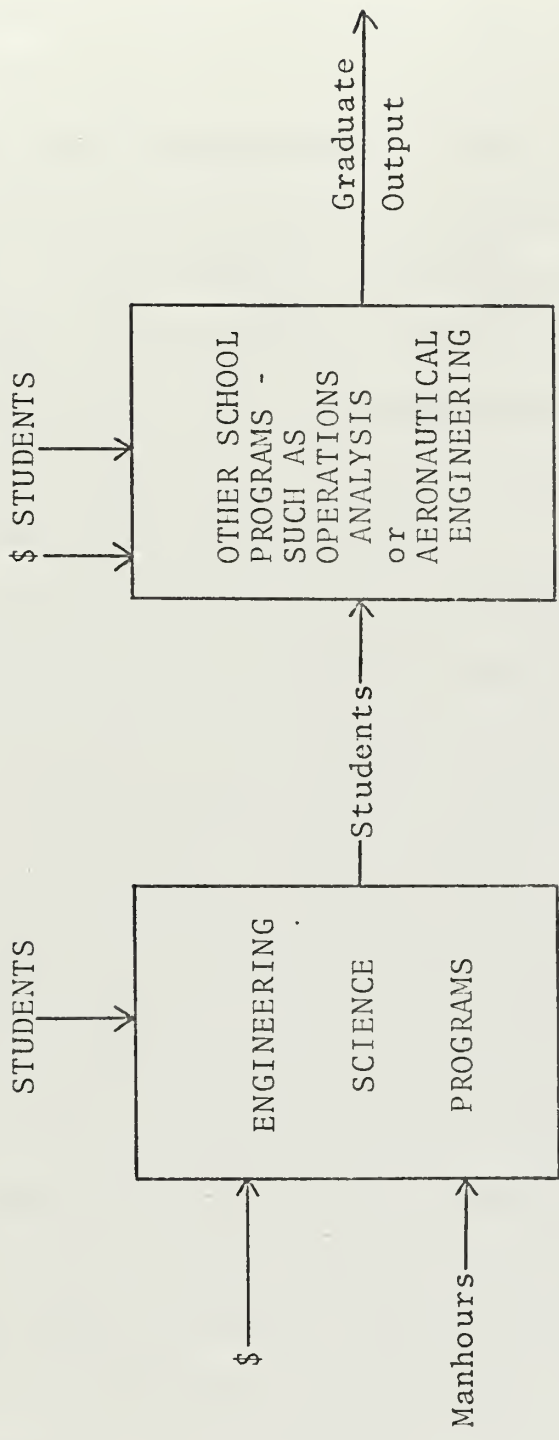 $
Manhours
STUDENTS
ENGINEERING
SCIENCE
PROGRAMS
Students
$ STUDENTS
OTHER SCHOOL
PROGRAMS -
SUCH AS
OPERATIONS
ANALYSIS
or
AERONAUTICAL
ENGINEERING
Graduate
Output